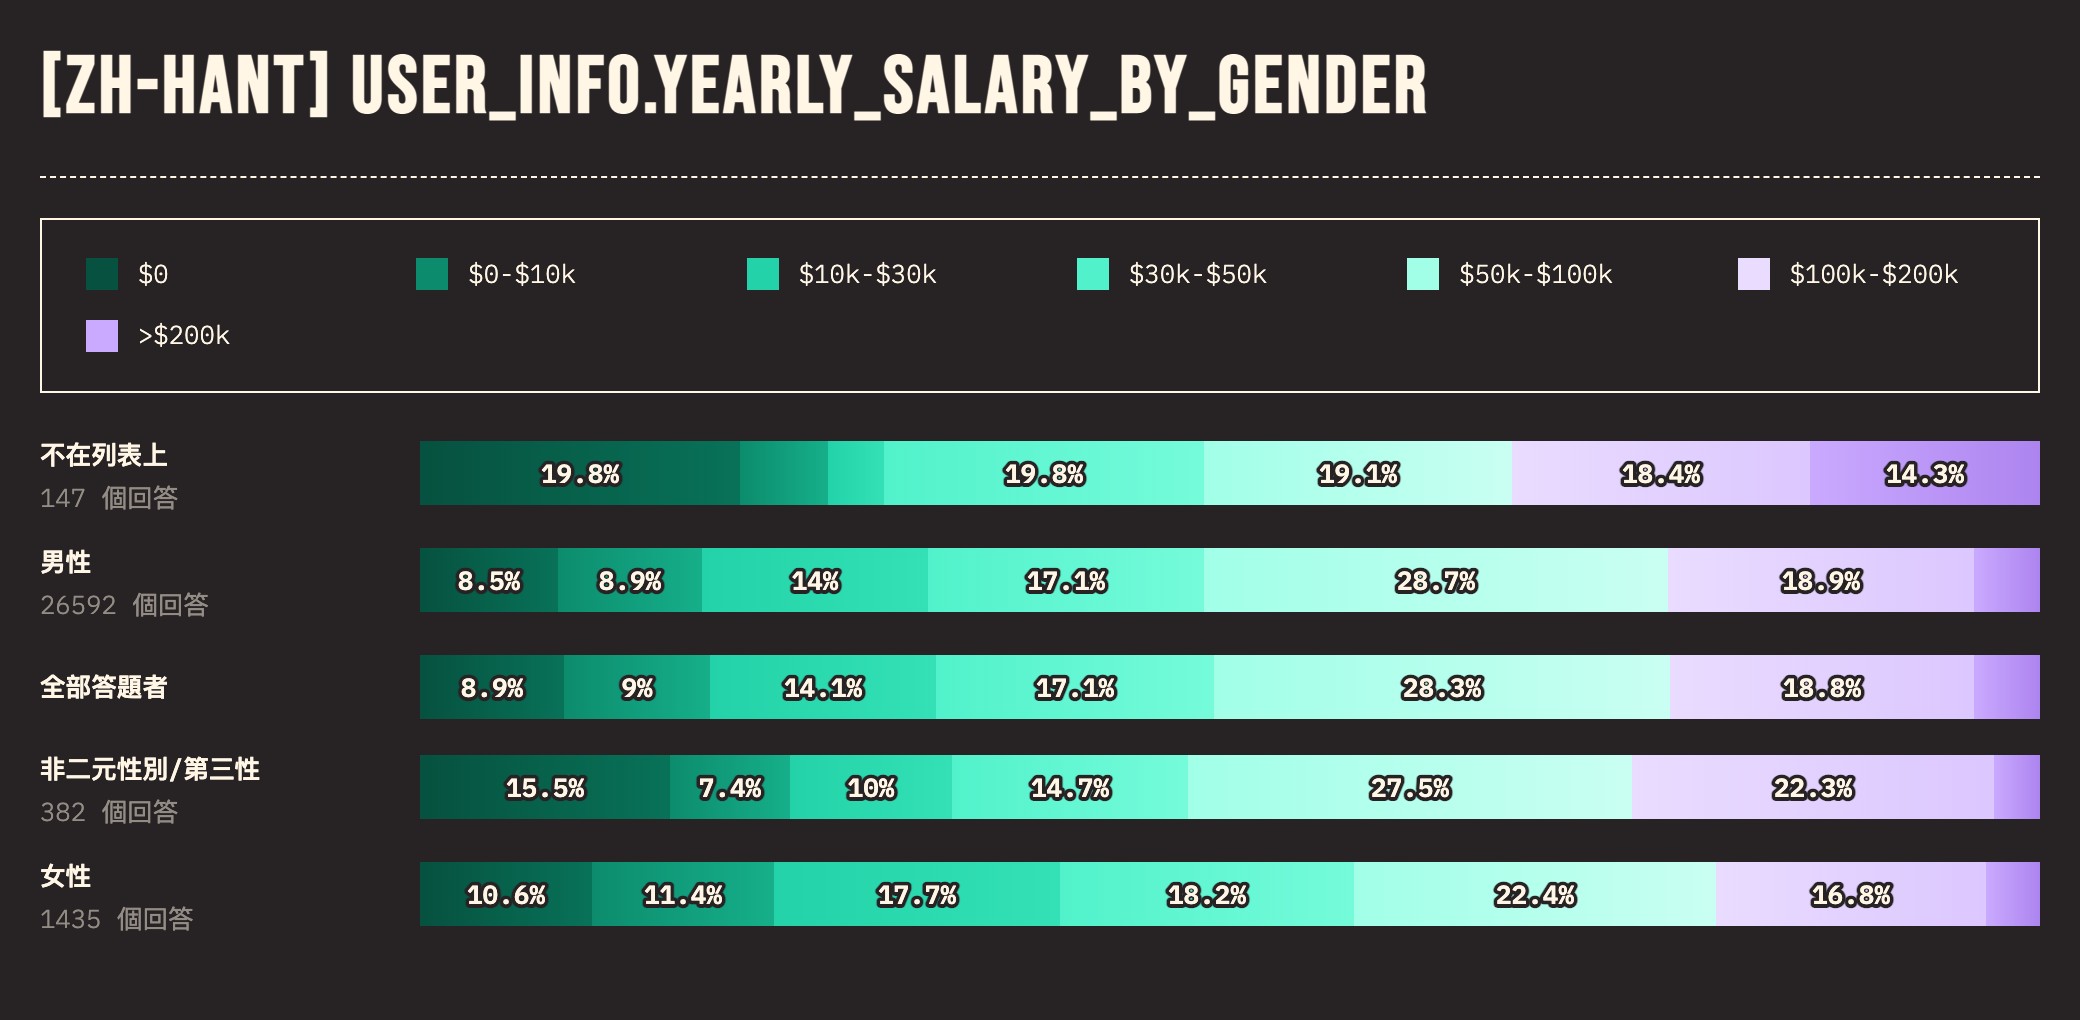 [ZH-HANT] USER_INFO.YEARLY_SALARY_BY_GENDER
$0 $0-$10k $10k-$30k $30k-$50k $50k-$100k $100k-$200k
>$200k
不在列表上
147 個回答
19.8% 19.8% 19.1% 18.4% 14.3%
男性
26592 個回答
8.5% 8.9% 14% 17.1% 28.7% 18.9%
全部答題者
8.9% 9% 14.1% 17.1% 28.3% 18.8%
非二元性別/第三性
382 個回答
15.5% 7.4% 10% 14.7% 27.5% 22.3%
女性
1435 個回答
10.6% 11.4% 17.7% 18.2% 22.4% 16.8%